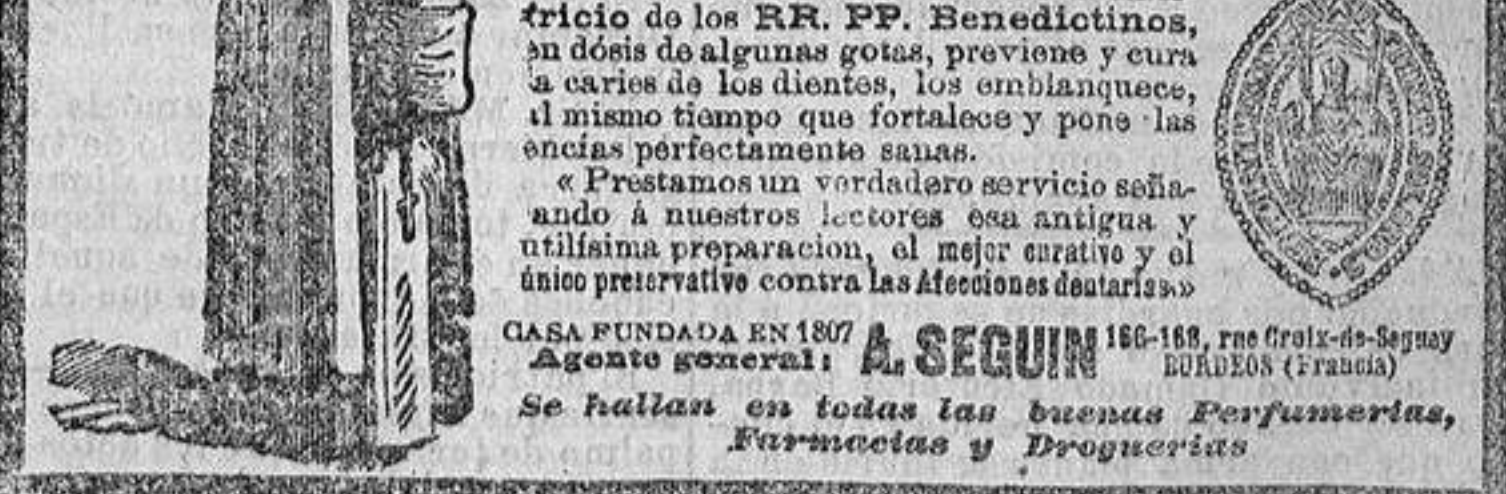 tricio de los RR. PP. Benedictinos,
en dósis de algunas gotas, previene y cura
a caries de los dientes, los emblanquece,
al mismo tiempo que fortalece y pone las
encías perfectamente sanas.
« Prestamos un verdadero servicio seña-
ando á nuestros lectores esa antigua y
utilísima preparacion, el mejor curativo y el
único preservativo contra las Afecciones dentarias.»
CASA FUNDADA EN 1807
Agente general:
A. SEGUIN
166-168, rue Croix-de-Seguey
BURDEOS (Francia)
Se hallan en todas las buenas Perfumerias,
Farmacias y Droguerias